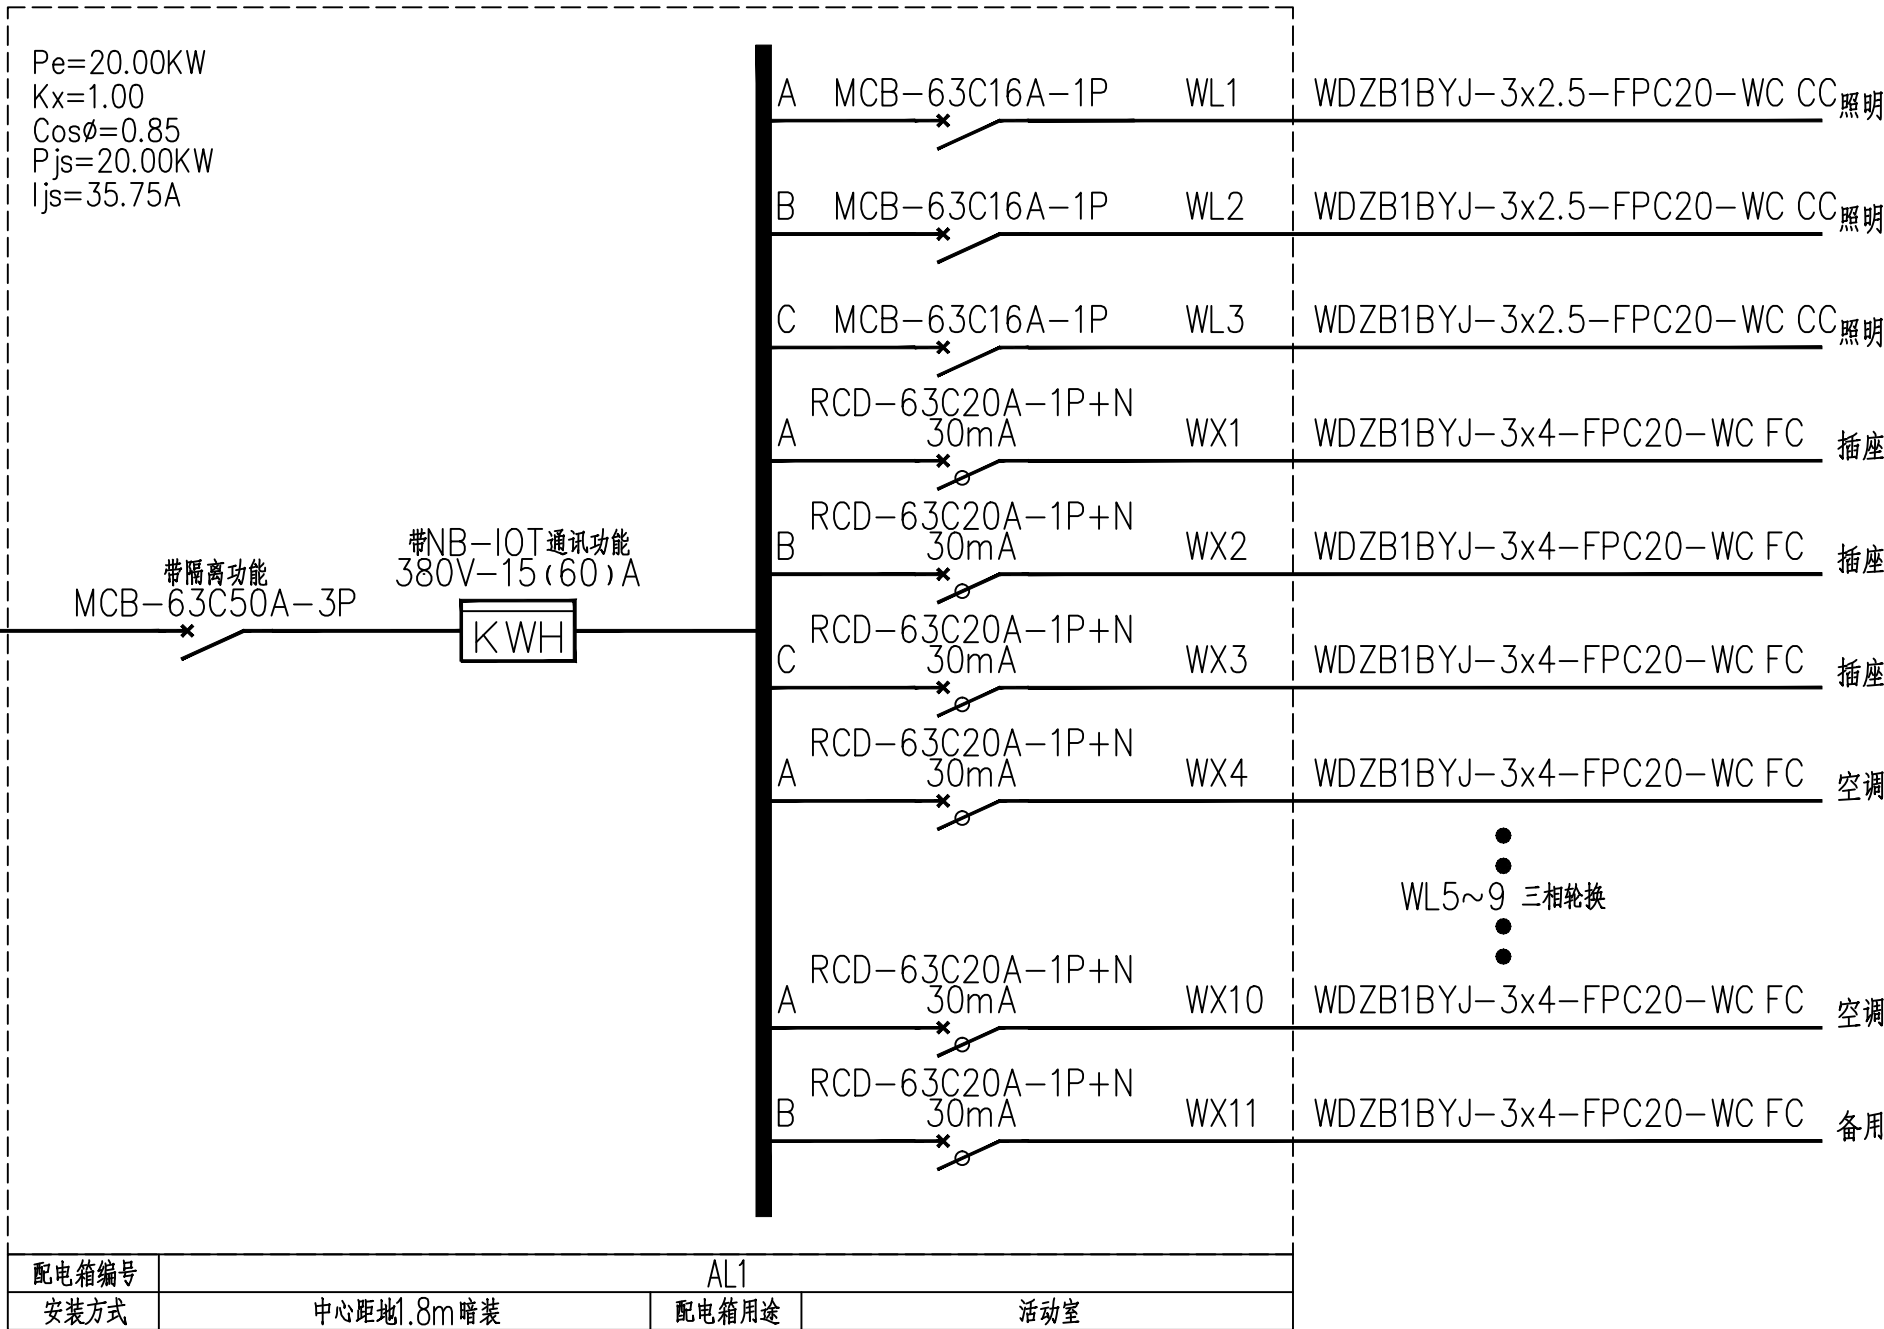 Pe=20.00KW
Kx=1.00
Cosø=0.85
Pjs=20.00KW
Ijs=35.75A
A MCB-63C16A-1P WL1 WDZB1BYJ-3x2.5-FPC20-WC CC 照明
B MCB-63C16A-1P WL2 WDZB1BYJ-3x2.5-FPC20-WC CC 照明
C MCB-63C16A-1P WL3 WDZB1BYJ-3x2.5-FPC20-WC CC 照明
RCD-63C20A-1P+N
A 30mA WX1 WDZB1BYJ-3x4-FPC20-WC FC 插座
RCD-63C20A-1P+N
B 30mA WX2 WDZB1BYJ-3x4-FPC20-WC FC 插座
带隔离功能
MCB-63C50A-3P
带NB-IOT通讯功能
380V-15(60)A
KWH
RCD-63C20A-1P+N
C 30mA WX3 WDZB1BYJ-3x4-FPC20-WC FC 插座
RCD-63C20A-1P+N
A 30mA WX4 WDZB1BYJ-3x4-FPC20-WC FC 空调
WL5~9 三相轮换
RCD-63C20A-1P+N
A 30mA WX10 WDZB1BYJ-3x4-FPC20-WC FC 空调
RCD-63C20A-1P+N
B 30mA WX11 WDZB1BYJ-3x4-FPC20-WC FC 备用
配电箱编号 AL1
安装方式 中心距地1.8m暗装 配电箱用途 活动室